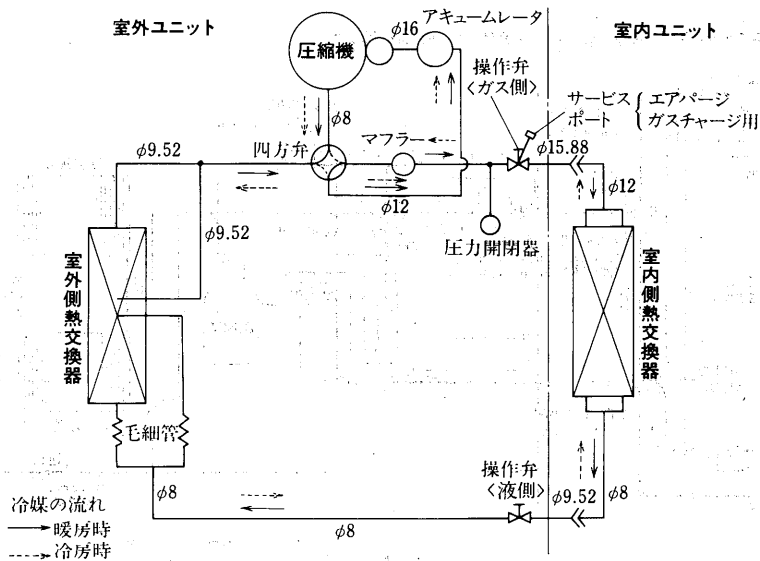 室外ユニット
圧縮機
φ16
アキュームレータ
室内ユニット
操作弁
〈ガス側〉
サービス
ポート
エアパージ
ガスチャージ用
φ8
四方弁
マフラー
φ9.52
φ15.88
φ12
φ12
φ9.52
圧力開閉器
室外側熱交換器
室内側熱交換器
毛細管
冷媒の流れ
暖房時
冷房時
φ8
φ8
操作弁
〈液側〉
φ9.52
φ8